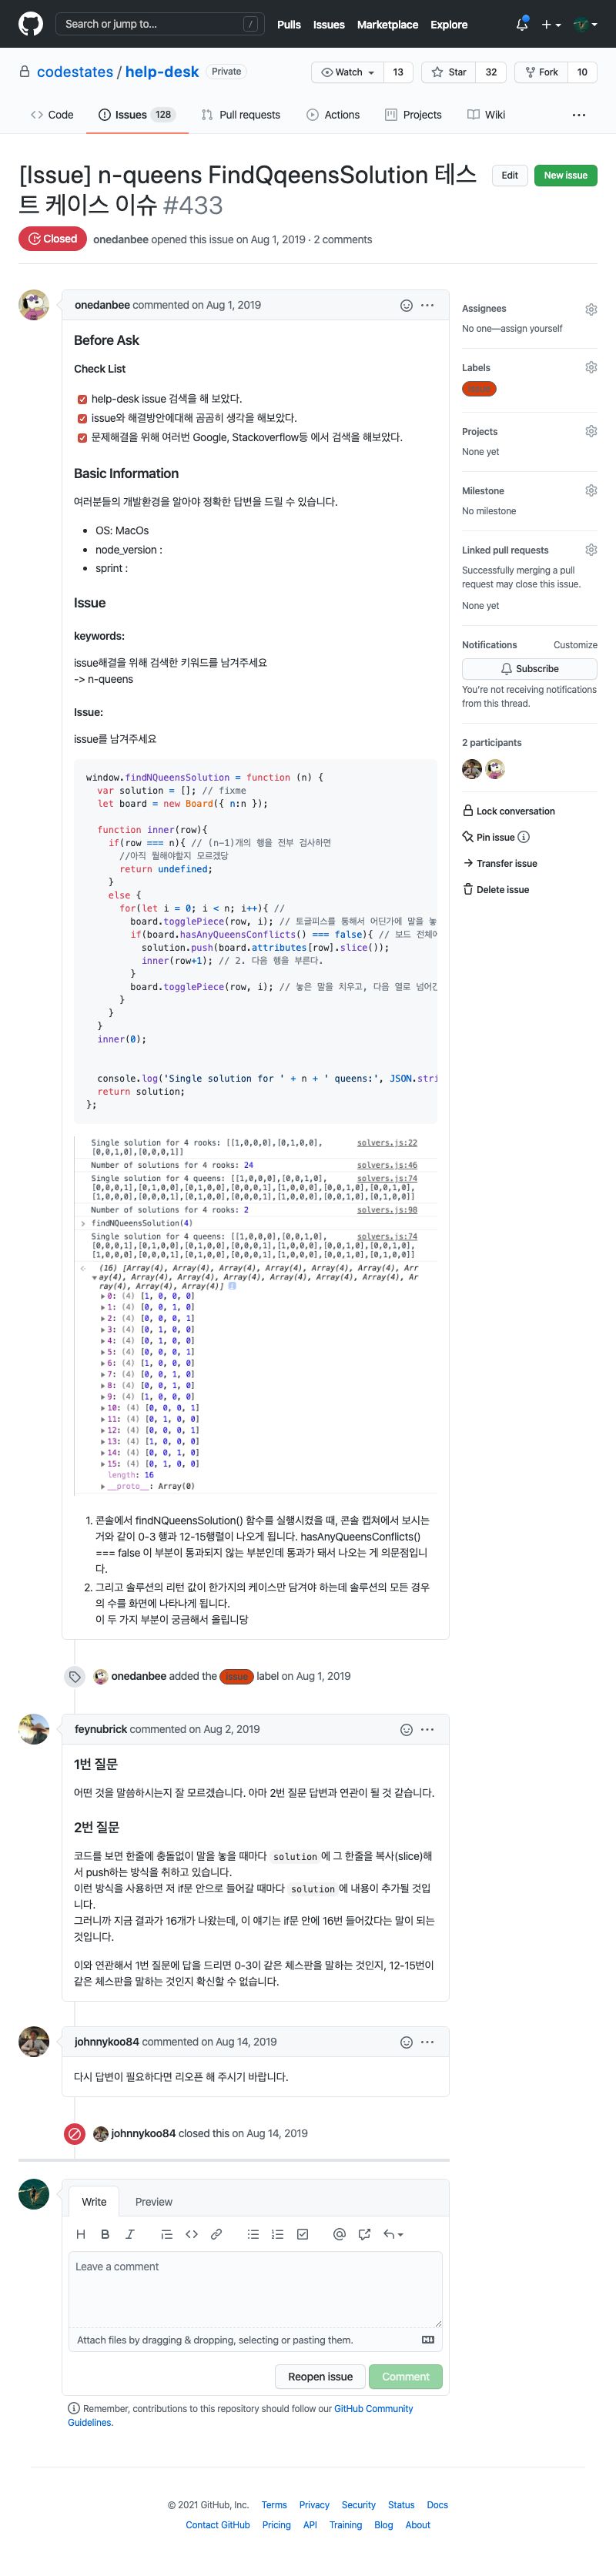 Search or jump to... /
Pulls Issues Marketplace Explore
codestates / help-desk Private
Watch 13 Star 32 Fork 10
Code Issues 128 Pull requests Actions Projects Wiki
[Issue] n-queens FindQqeensSolution 테스
트 케이스 이슈 #433
Edit New issue
Closed onedanbee opened this issue on Aug 1, 2019 · 2 comments
onedanbee commented on Aug 1, 2019
Before Ask
Check List
help-desk issue 검색을 해 보았다.
issue와 해결방안에대해 곰곰히 생각을 해보았다.
문제해결을 위해 여러번 Google, Stackoverflow등 에서 검색을 해보았다.
Basic Information
여러분들의 개발환경을 알아야 정확한 답변을 드릴 수 있습니다.
• OS: MacOs
• node_version :
• sprint :
Issue
keywords:
issue해결을 위해 검색한 키워드를 남겨주세요
-> n-queens
Issue:
issue를 남겨주세요
window.findNQueensSolution = function (n) {
var solution = []; // fixme
let board = new Board({ n:n });
function inner(row){
if(row === n){ // (n-1)개의 행을 전부 검사하면
//아직 뭘해야할지 모르겠당
return undefined;
}
else {
for(let i = 0; i < n; i++){ //
board.togglePiece(row, i); // 토글피스를 통해서 어딘가에 말을 놓
if(board.hasAnyQueensConflicts() === false){ // 보드 전체에
solution.push(board.attributes[row].slice());
inner(row+1); // 2. 다음 행을 부른다.
}
board.togglePiece(row, i); // 놓은 말을 치우고, 다음 열로 넘어간
}
}
}
inner(0);
console.log('Single solution for ' + n + ' queens:', JSON.stri
return solution;
};
Single solution for 4 rooks: [[1,0,0,0],[0,1,0,0], solvers.js:22
[0,0,1,0],[0,0,0,1]]
Number of solutions for 4 rooks: 24 solvers.js:46
Single solution for 4 queens: [[1,0,0,0],[0,0,1,0], solvers.js:74
[0,0,0,1],[0,1,0,0],[0,1,0,0],[0,0,0,1],[1,0,0,0],[0,0,1,0],[0,0,1,0],
[1,0,0,0],[0,0,0,1],[0,1,0,0],[0,0,0,1],[1,0,0,0],[0,0,1,0],[0,1,0,0]]
Number of solutions for 4 rooks: 2 solvers.js:98
> findNQueensSolution(4)
Single solution for 4 queens: [[1,0,0,0],[0,0,1,0], solvers.js:74
[0,0,0,1],[0,1,0,0],[0,1,0,0],[0,0,0,1],[1,0,0,0],[0,0,1,0],[0,0,1,0],
[1,0,0,0],[0,0,0,1],[0,1,0,0],[0,0,0,1],[1,0,0,0],[0,0,1,0],[0,1,0,0]]
(16) [Array(4), Array(4), Array(4), Array(4), Array(4), Array(4), Arr
ay(4), Array(4), Array(4), Array(4), Array(4), Array(4), Array(4), Ar
ray(4), Array(4), Array(4)]
0: (4) [1, 0, 0, 0]
1: (4) [0, 0, 1, 0]
2: (4) [0, 0, 0, 1]
3: (4) [0, 1, 0, 0]
4: (4) [0, 1, 0, 0]
5: (4) [0, 0, 0, 1]
6: (4) [1, 0, 0, 0]
7: (4) [0, 0, 1, 0]
8: (4) [0, 0, 1, 0]
9: (4) [1, 0, 0, 0]
10: (4) [0, 0, 0, 1]
11: (4) [0, 1, 0, 0]
12: (4) [0, 0, 0, 1]
13: (4) [1, 0, 0, 0]
14: (4) [0, 0, 1, 0]
15: (4) [0, 1, 0, 0]
length: 16
__proto__: Array(0)
1. 콘솔에서 findNQueensSolution() 함수를 실행시켰을 때, 콘솔 캡쳐에서 보시는
거와 같이 0-3 행과 12-15행렬이 나오게 됩니다. hasAnyQueensConflicts()
=== false 이 부분이 통과되지 않는 부분인데 통과가 돼서 나오는 게 의문점입니
다.
2. 그리고 솔루션의 리턴 값이 한가지의 케이스만 담겨야 하는데 솔루션의 모든 경우
의 수를 화면에 나타나게 됩니다.
이 두 가지 부분이 궁금해서 올립니당
onedanbee added the issue label on Aug 1, 2019
feynubrick commented on Aug 2, 2019
1번 질문
어떤 것을 말씀하시는지 잘 모르겠습니다. 아마 2번 질문 답변과 연관이 될 것 같습니다.
2번 질문
코드를 보면 한줄에 충돌없이 말을 놓을 때마다 solution 에 그 한줄을 복사(slice)해
서 push하는 방식을 취하고 있습니다.
이런 방식을 사용하면 저 if문 안으로 들어갈 때마다 solution 에 내용이 추가될 것입
니다.
그러니까 지금 결과가 16개가 나왔는데, 이 얘기는 if문 안에 16번 들어갔다는 말이 되는
것입니다.
이와 연관해서 1번 질문에 답을 드리면 0-3이 같은 체스판을 말하는 것인지, 12-15번이
같은 체스판을 말하는 것인지 확신할 수 없습니다.
johnnykoo84 commented on Aug 14, 2019
다시 답변이 필요하다면 리오픈 해 주시기 바랍니다.
johnnykoo84 closed this on Aug 14, 2019
Write Preview
Leave a comment
Attach files by dragging & dropping, selecting or pasting them.
Reopen issue Comment
Remember, contributions to this repository should follow our GitHub Community
Guidelines.
Assignees
No one—assign yourself
Labels
issue
Projects
None yet
Milestone
No milestone
Linked pull requests
Successfully merging a pull
request may close this issue.
None yet
Notifications Customize
Subscribe
You're not receiving notifications
from this thread.
2 participants
Lock conversation
Pin issue
Transfer issue
Delete issue
© 2021 GitHub, Inc. Terms Privacy Security Status Docs
Contact GitHub Pricing API Training Blog About